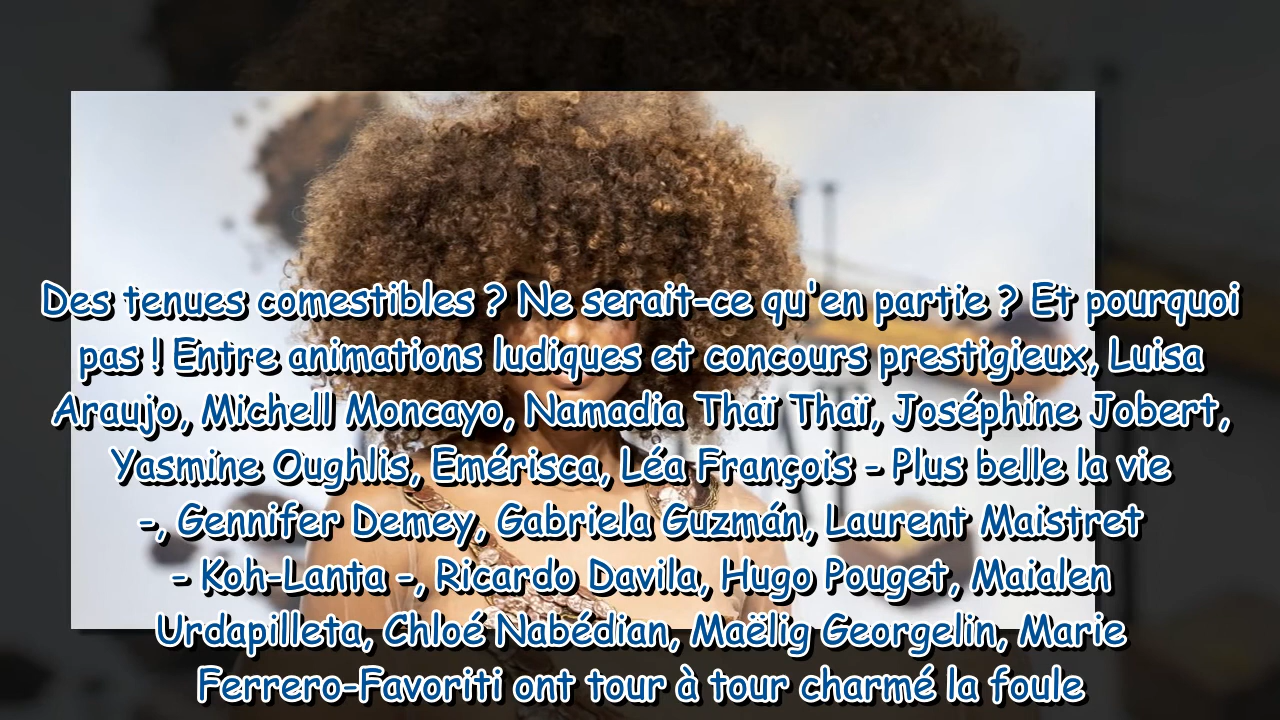 Des tenues comestibles ? Ne serait-ce qu'en partie ? Et pourquoi
pas ! Entre animations ludiques et concours prestigieux, Luisa
Araujo, Michell Moncayo, Namadia Thaï Thaï, Joséphine Jobert,
Yasmine Oughlis, Emérisca, Léa François - Plus belle la vie
-, Gennifer Demey, Gabriela Guzmán, Laurent Maistret
- Koh-Lanta -, Ricardo Davila, Hugo Pouget, Maialen
Urdapilleta, Chloé Nabédian, Maëlig Georgelin, Marie
Ferrero-Favoriti ont tour à tour charmé la foule